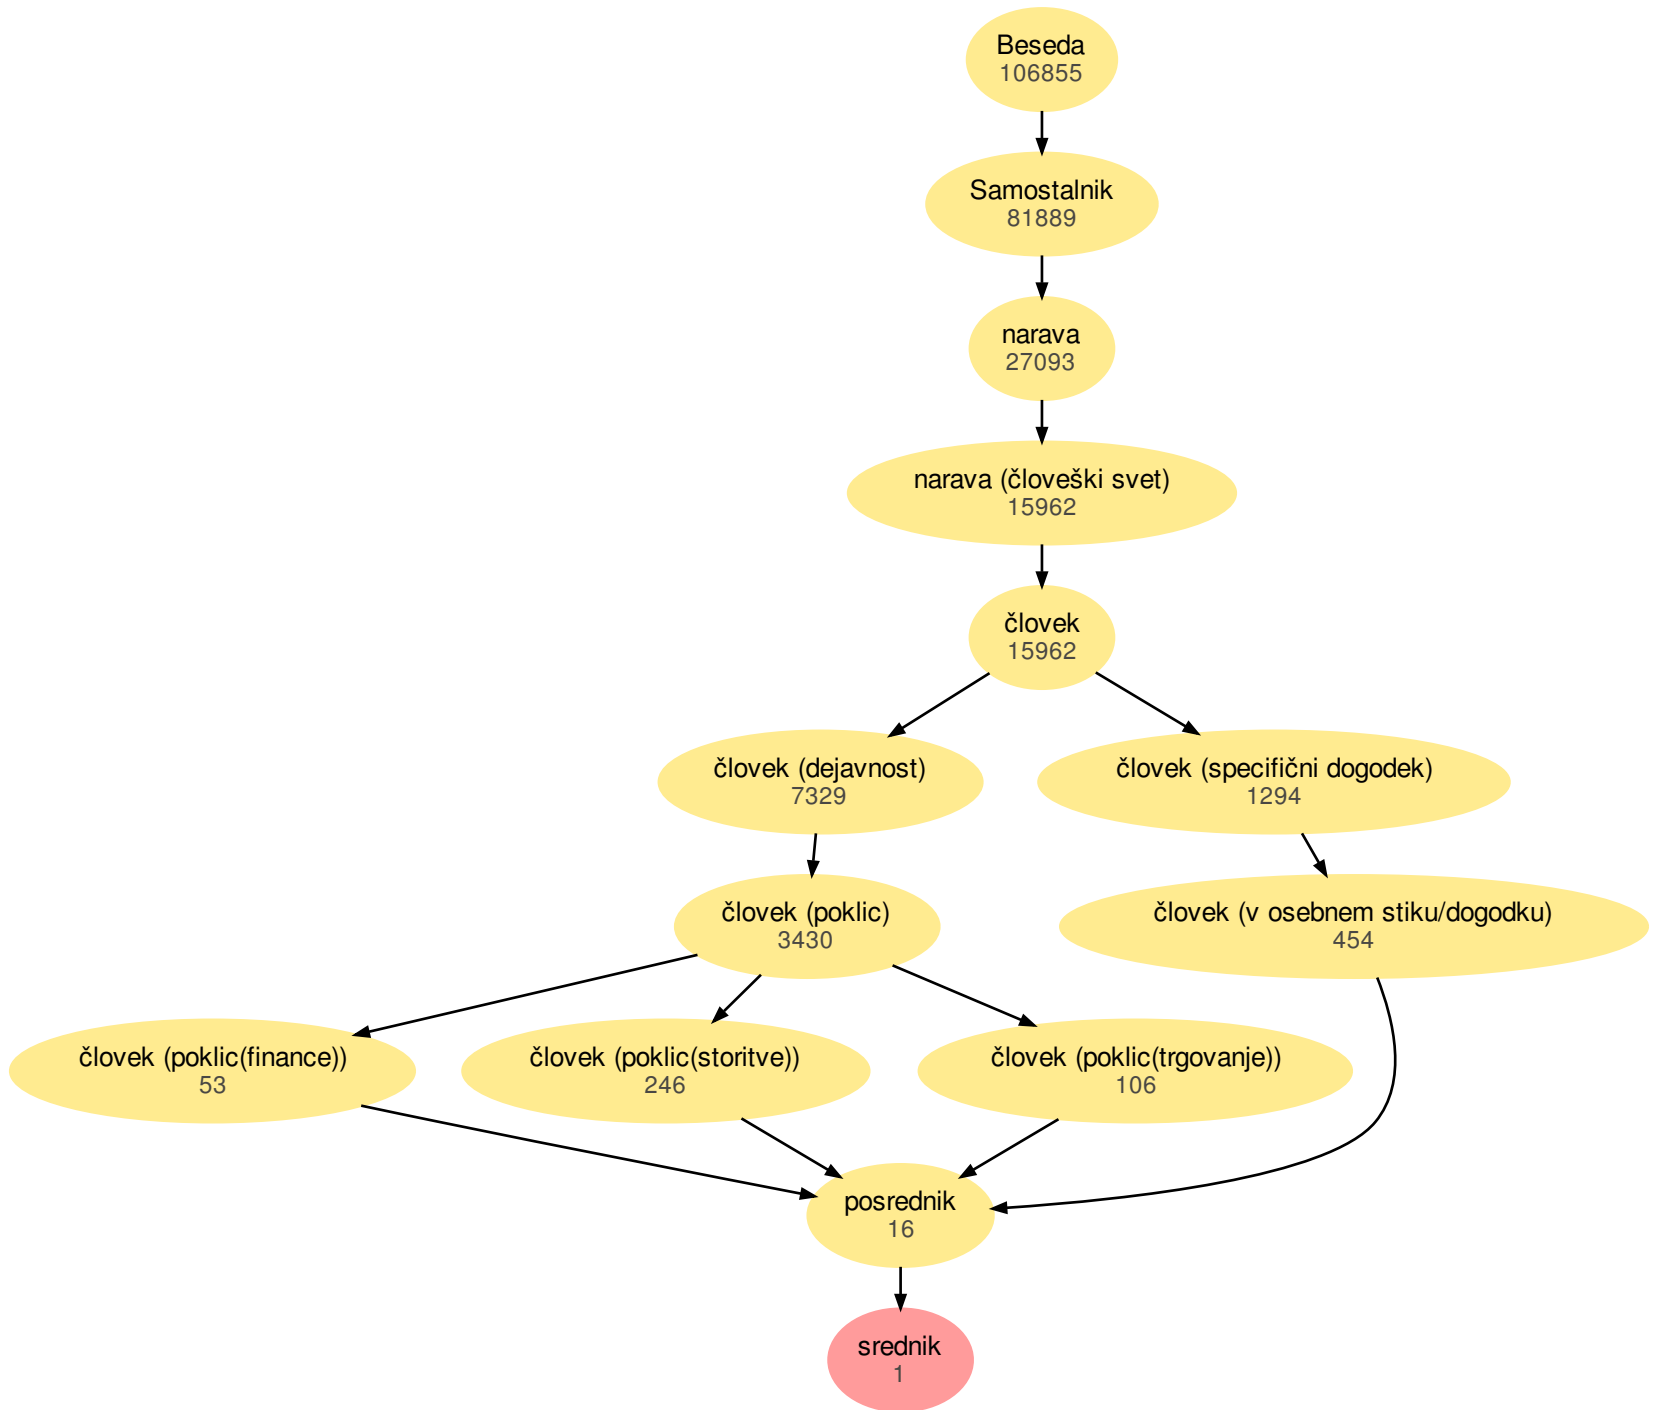 Beseda
106855
Samostalnik
81889
narava
27093
narava (človeški svet)
15962
človek
15962
človek (dejavnost)
7329
človek (specifični dogodek)
1294
človek (poklic)
3430
človek (v osebnem stiku/dogodku)
454
človek (poklic(finance))
53
človek (poklic(storitve))
246
človek (poklic(trgovanje))
106
posrednik
16
srednik
1